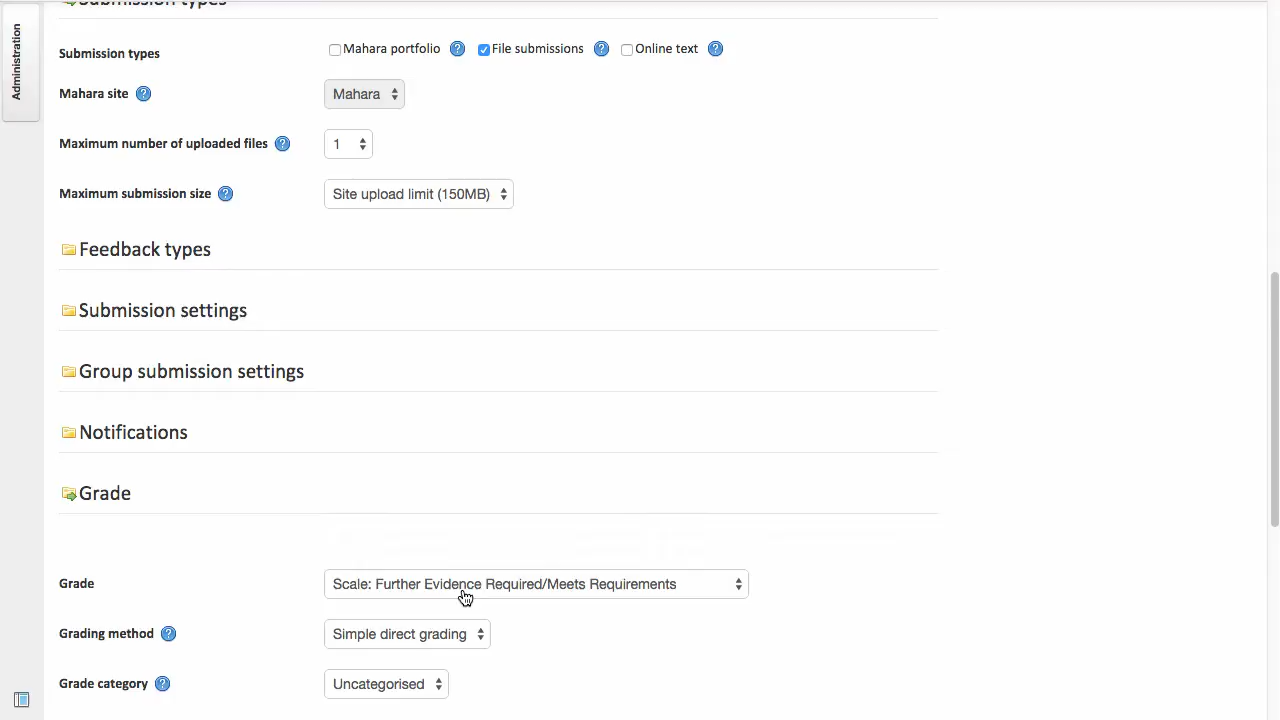 Submission types
Administration
Submission types
Mahara portfolio File submissions Online text
Mahara site
Mahara
Maximum number of uploaded files
1
Maximum submission size
Site upload limit (150MB)
Feedback types
Submission settings
Group submission settings
Notifications
Grade
Grade
Scale: Further Evidence Required/Meets Requirements
Grading method
Simple direct grading
Grade category
Uncategorised